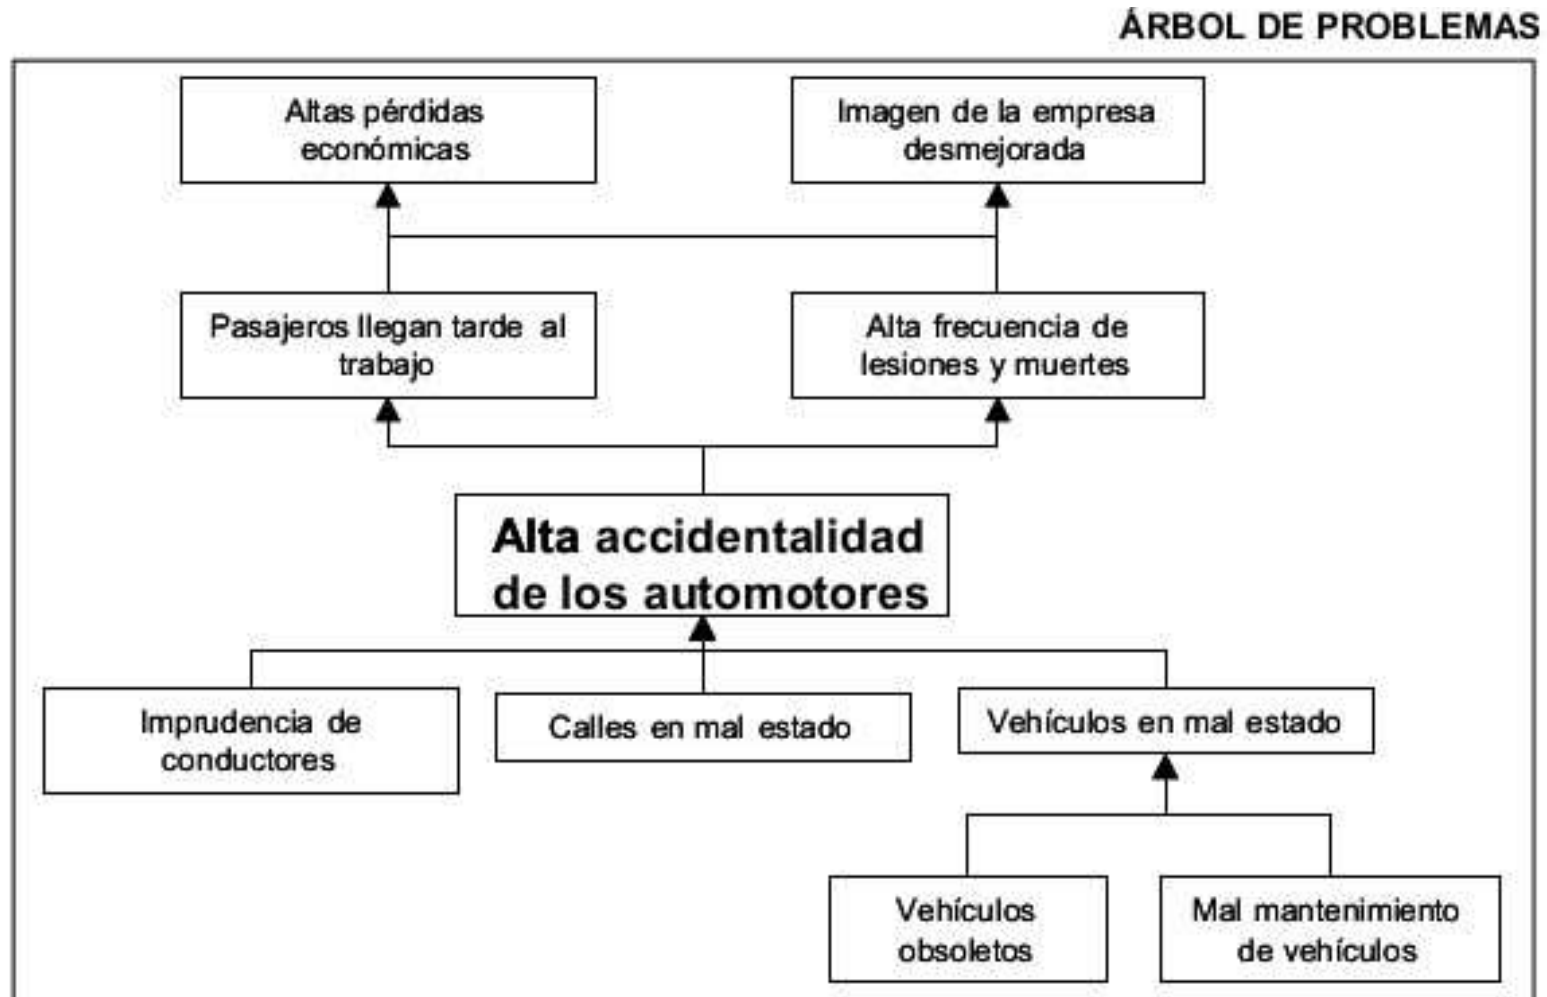 ÁRBOL DE PROBLEMAS
Altas pérdidas
económicas
Imagen de la empresa
desmejorada
Pasajeros llegan tarde al
trabajo
Alta frecuencia de
lesiones y muertes
Alta accidentalidad
de los automotores
Imprudencia de
conductores
Calles en mal estado
Vehículos en mal estado
Vehículos
obsoletos
Mal mantenimiento
de vehículos